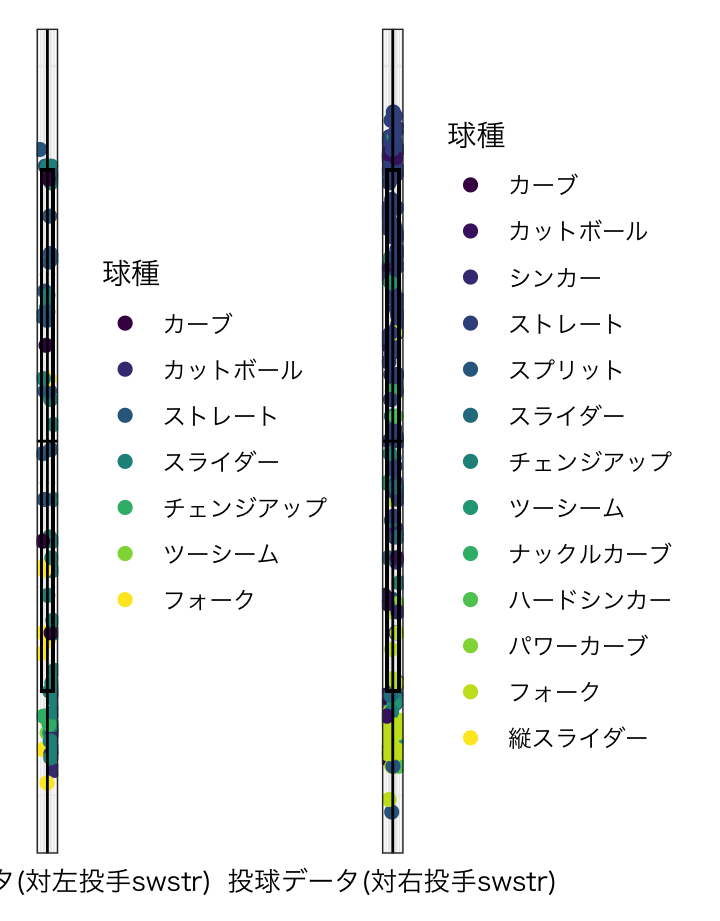 球種
カーブ
カットボール
ストレート
スライダー
チェンジアップ
ツーシーム
フォーク
球種
カーブ
カットボール
シンカー
ストレート
スプリット
スライダー
チェンジアップ
ツーシーム
ナックルカーブ
ハードシンカー
パワーカーブ
フォーク
縦スライダー
タ(対左投手swstr)
投球データ(対右投手swstr)